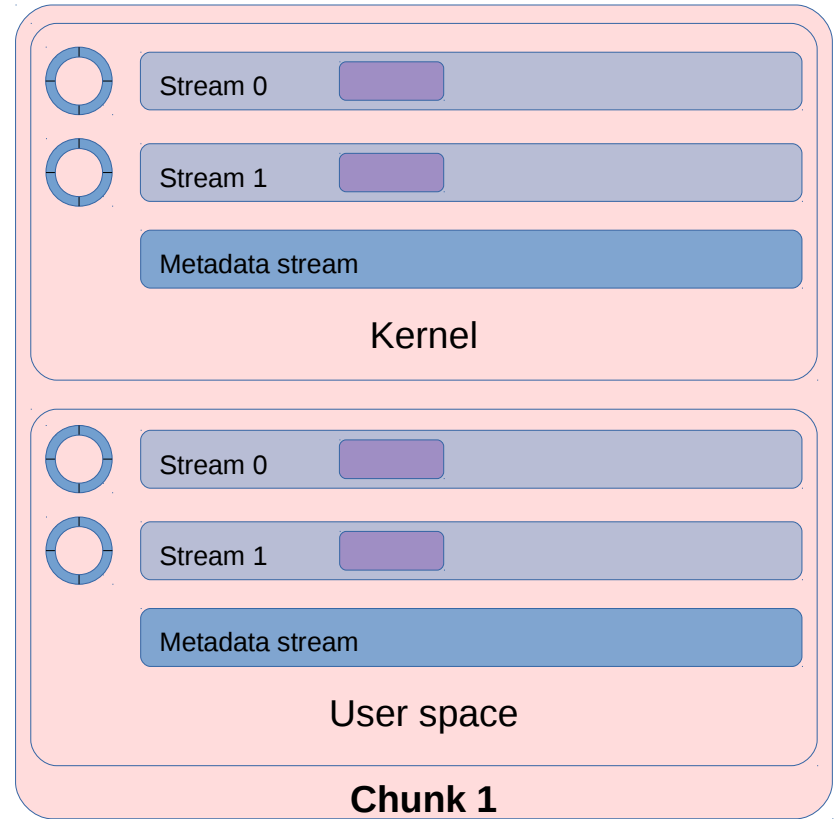 Stream 0
Stream 1
Metadata stream
Kernel
Stream 0
Stream 1
Metadata stream
User space
Chunk 1